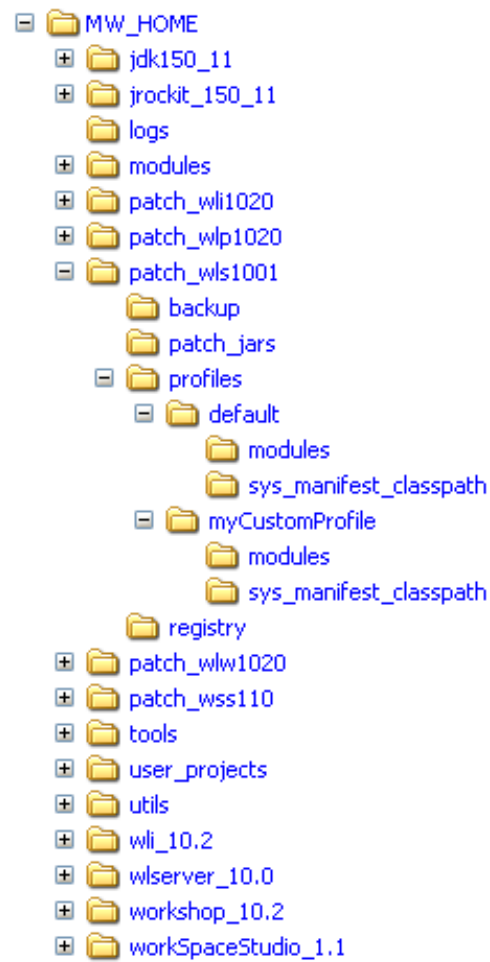 MW_HOME
jdk150_11
jrockit_150_11
logs
modules
patch_wli1020
patch_wlp1020
patch_wls1001
backup
patch_jars
profiles
default
modules
sys_manifest_classpath
myCustomProfile
modules
sys_manifest_classpath
registry
patch_wlw1020
patch_wss110
tools
user_projects
utils
wli_10.2
wlserver_10.0
workshop_10.2
workSpaceStudio_1.1